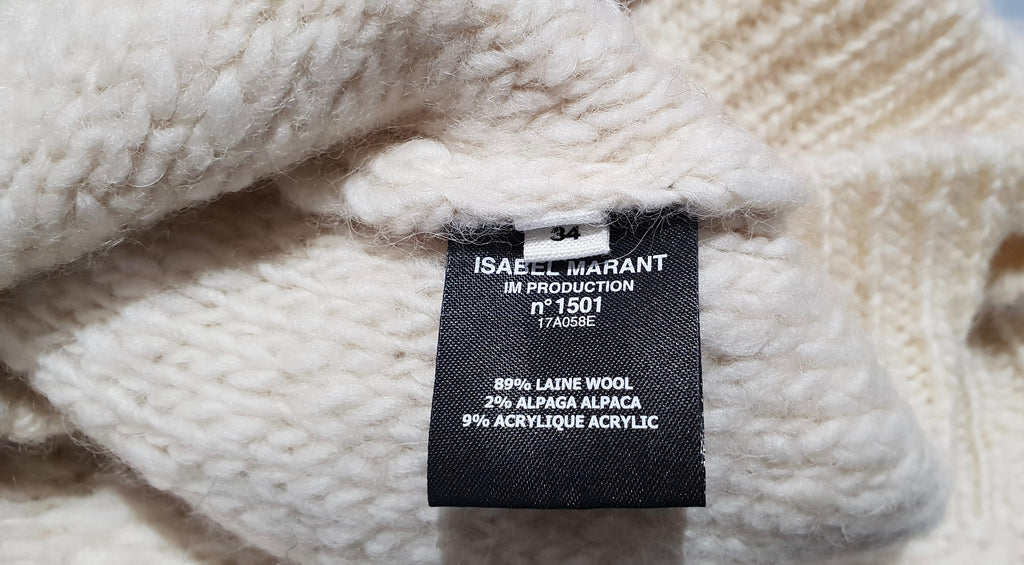 34
ISABEL MARANT
IM PRODUCTION
n° 1501
17A058E
89% LAINE WOOL
2% ALPAGA ALPACA
9% ACRYLIQUE ACRYLIC